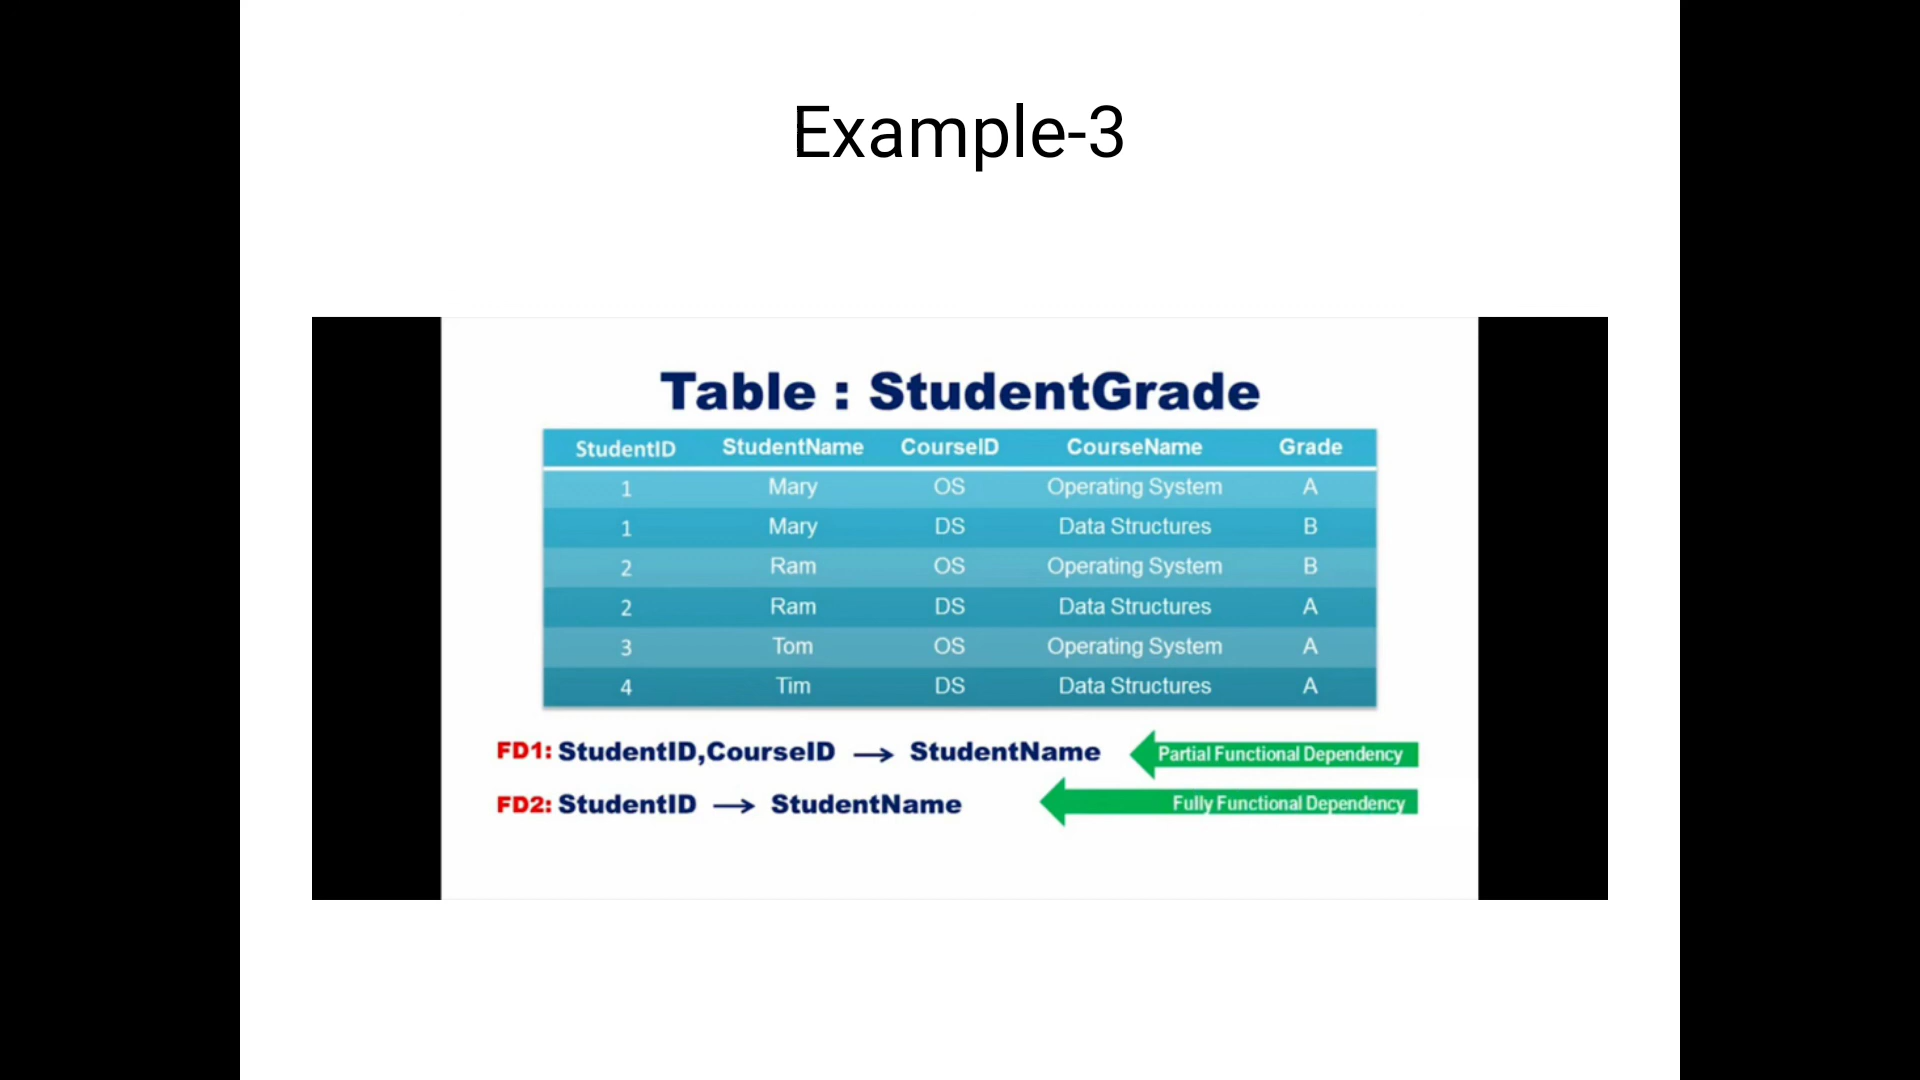 Example-3
Table : StudentGrade
StudentID StudentName CourseID CourseName Grade
1 Mary OS Operating System A
1 Mary DS Data Structures B
2 Ram OS Operating System B
2 Ram DS Data Structures A
3 Tom OS Operating System A
4 Tim DS Data Structures A
FD1: StudentID,CourseID → StudentName Partial Functional Dependency
FD2: StudentID → StudentName Fully Functional Dependency